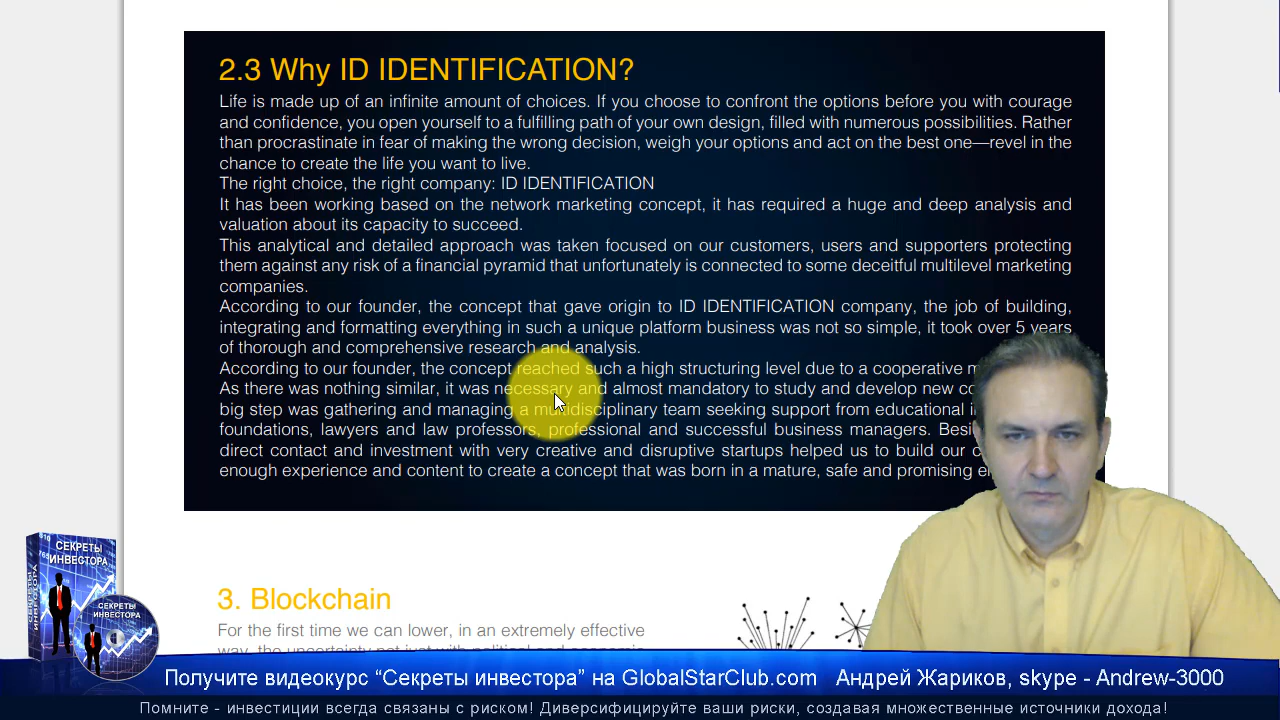 2.3 Why ID IDENTIFICATION?
Life is made up of an infinite amount of choices. If you choose to confront the options before you with courage
and confidence, you open yourself to a fulfilling path of your own design, filled with numerous possibilities. Rather
than procrastinate in fear of making the wrong decision, weigh your options and act on the best one—revel in the
chance to create the life you want to live.
The right choice, the right company: ID IDENTIFICATION
It has been working based on the network marketing concept, it has required a huge and deep analysis and
valuation about its capacity to succeed.
This analytical and detailed approach was taken focused on our customers, users and supporters protecting
them against any risk of a financial pyramid that unfortunately is connected to some deceitful multilevel marketing
companies.
According to our founder, the concept that gave origin to ID IDENTIFICATION company, the job of building,
integrating and formatting everything in such a unique platform business was not so simple, it took over 5 years
of thorough and comprehensive research and analysis.
According to our founder, the concept reached such a high structuring level due to a cooperative
As there was nothing similar, it was necessary and almost mandatory to study and develop new
big step was gathering and managing a multidisciplinary team seeking support from educational
foundations, lawyers and law professors, professional and successful business managers.
direct contact and investment with very creative and disruptive startups helped us to build our
enough experience and content to create a concept that was born in a mature, safe and promising
3. Blockchain
For the first time we can lower, in an extremely effective
СЕКРЕТЫ
ИНВЕСТОРА
СЕКРЕТЫ
ИНВЕСТОРА
Получите видеокурс “Секреты инвестора” на GlobalStarClub.com Андрей Жариков, skype - Andrew-3000
Помните - инвестиции всегда связаны с риском! Диверсифицируйте ваши риски, создавая множественные источники дохода!